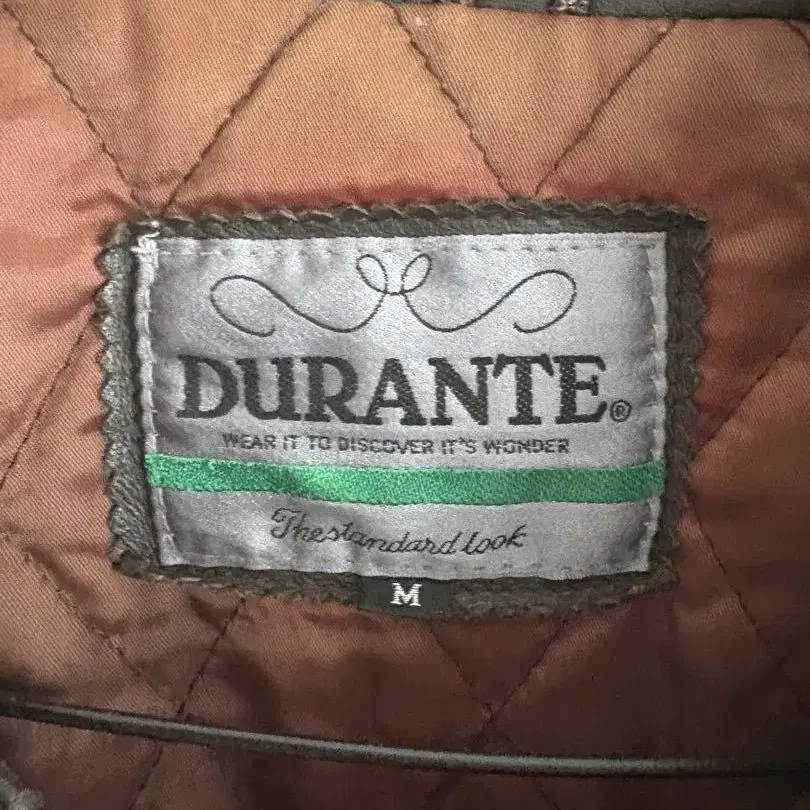 DURANTE®
WEAR IT TO DISCOVER IT'S WONDER
The standard look
M